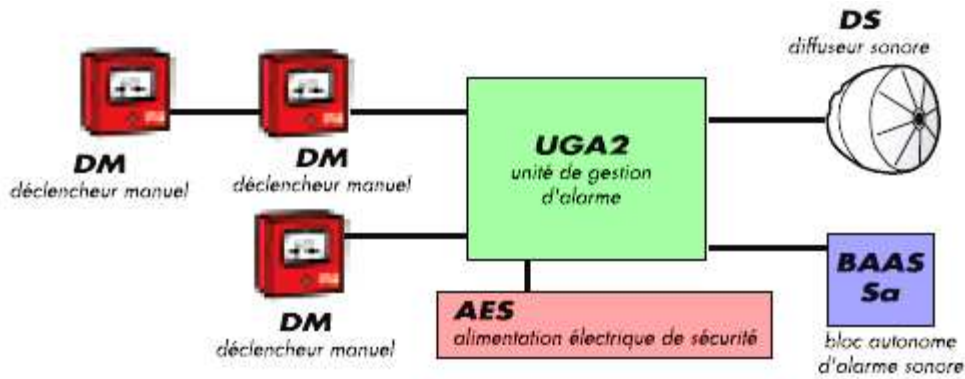 DS
diffuseur sonore
DM
déclencheur manuel
DM
déclencheur manuel
UGA2
unité de gestion
d'alarme
DM
déclencheur manuel
AES
alimentation électrique de sécurité
BAAS
Sa
bloc autonome
d'alarme sonore